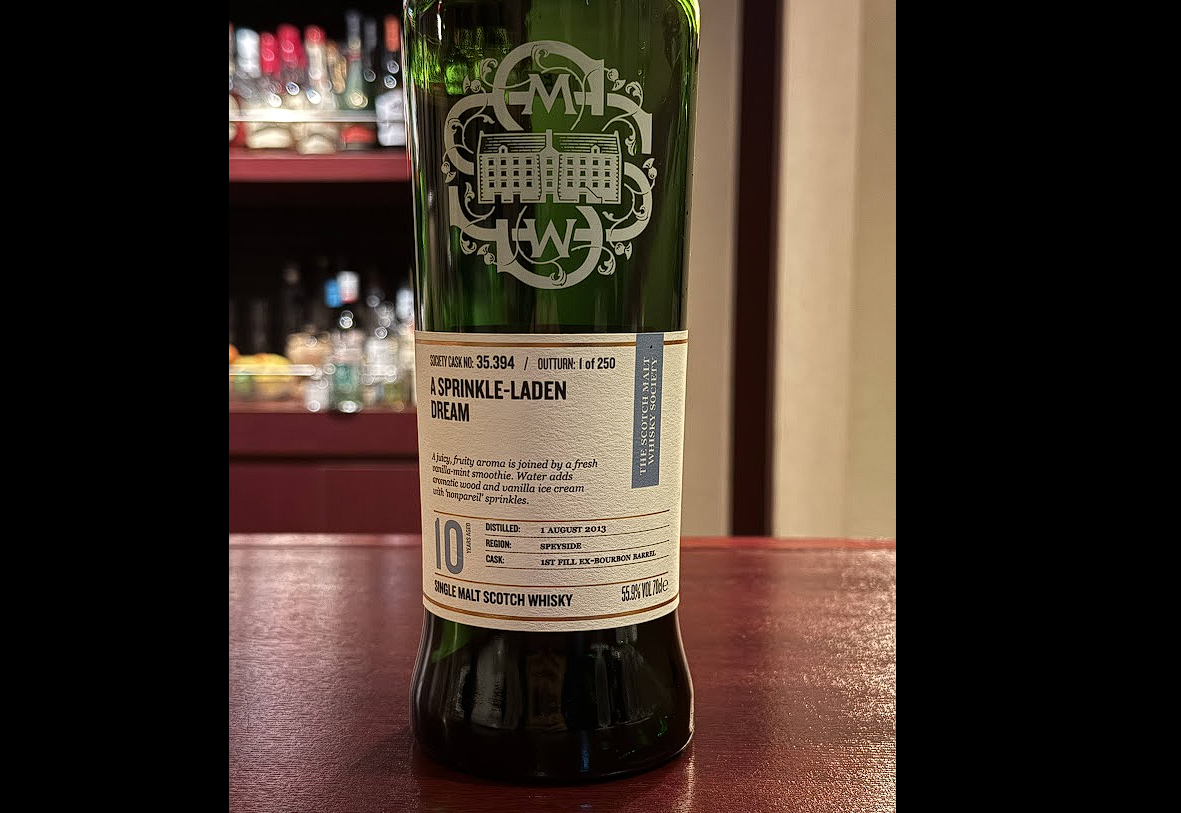 M
W
SOCIETY CASK NO: 35.394 / OUTTURN: 1 of 250
A SPRINKLE-LADEN
DREAM
THE SCOTCH MALT
WHISKY SOCIETY
A juicy, fruity aroma is joined by a fresh
vanilla-mint smoothie. Water adds
aromatic wood and vanilla ice cream
with 'nonpareil' sprinkles.
10
YEARS AGED
DISTILLED: 1 AUGUST 2013
REGION: SPEYSIDE
CASK: 1ST FILL EX-BOURBON BARREL
SINGLE MALT SCOTCH WHISKY 55.9% VOL 70cl e